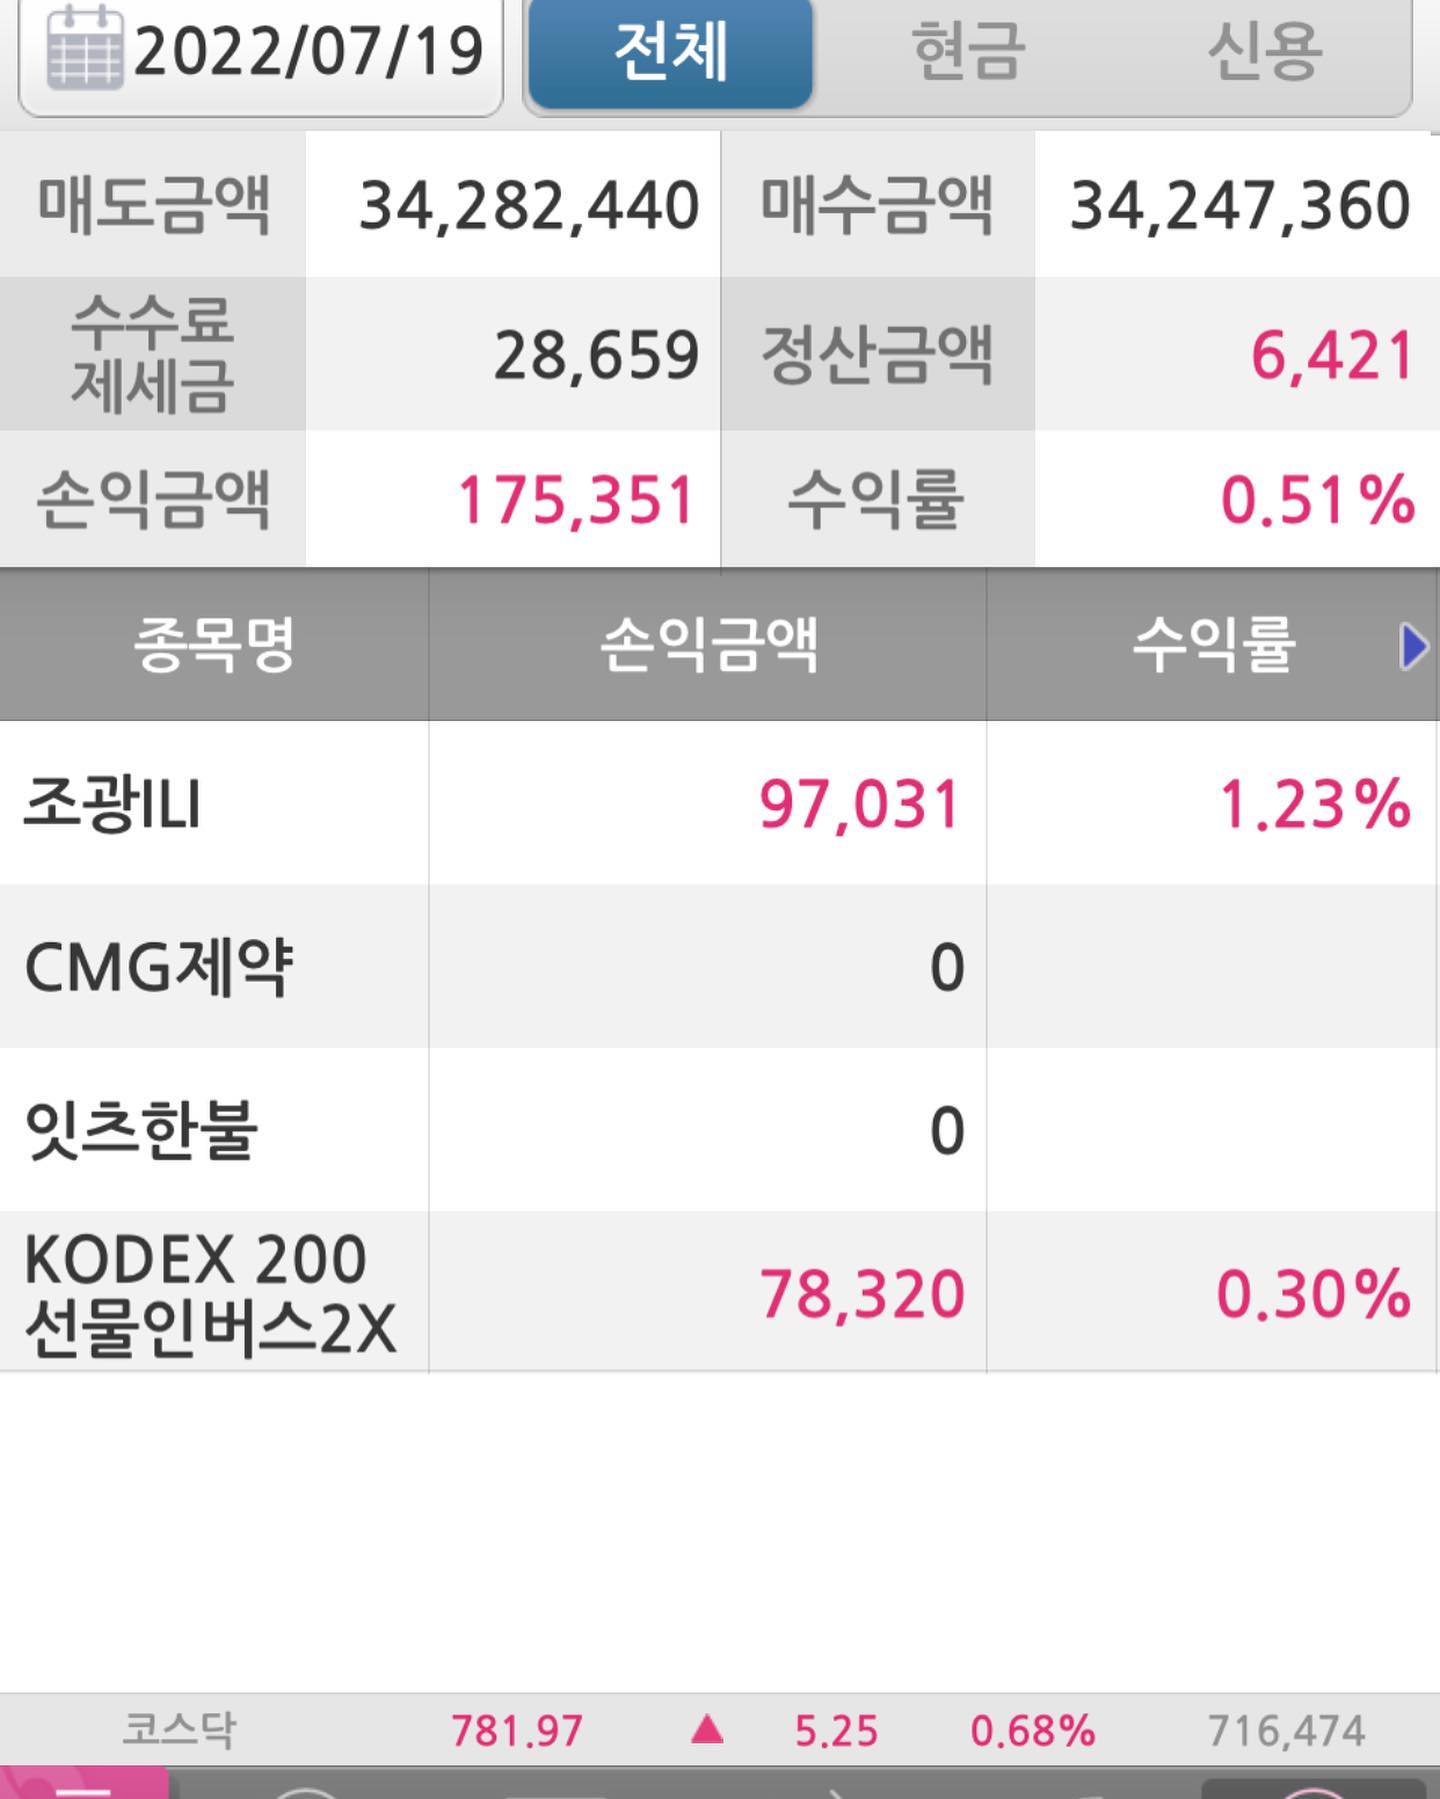 2022/07/19 전체 현금 신용
매도금액 34,282,440 매수금액 34,247,360
수수료
제세금 28,659 정산금액 6,421
손익금액 175,351 수익률 0.51%
종목명 손익금액 수익률
조광ILI 97,031 1.23%
CMG제약 0
잇츠한불 0
KODEX 200
선물인버스2X 78,320 0.30%
코스닥 781.97 ▲ 5.25 0.68% 716,474